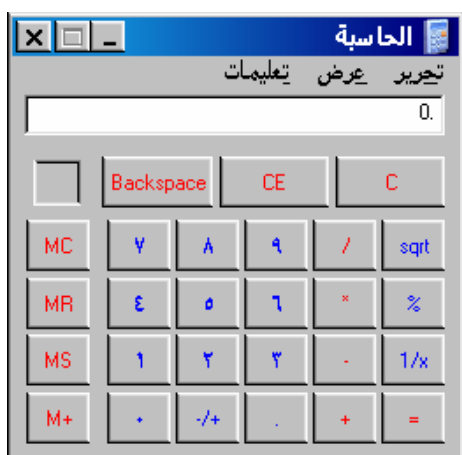 الحاسبة
تحرير عرض تعليمات
0.
Backspace CE C
MC ٧ ٨ ٩ / sqrt
MR ٤ ٥ ٦ * %
MS ١ ٢ ٣ - 1/x
M+ ٠ -/+ . + =